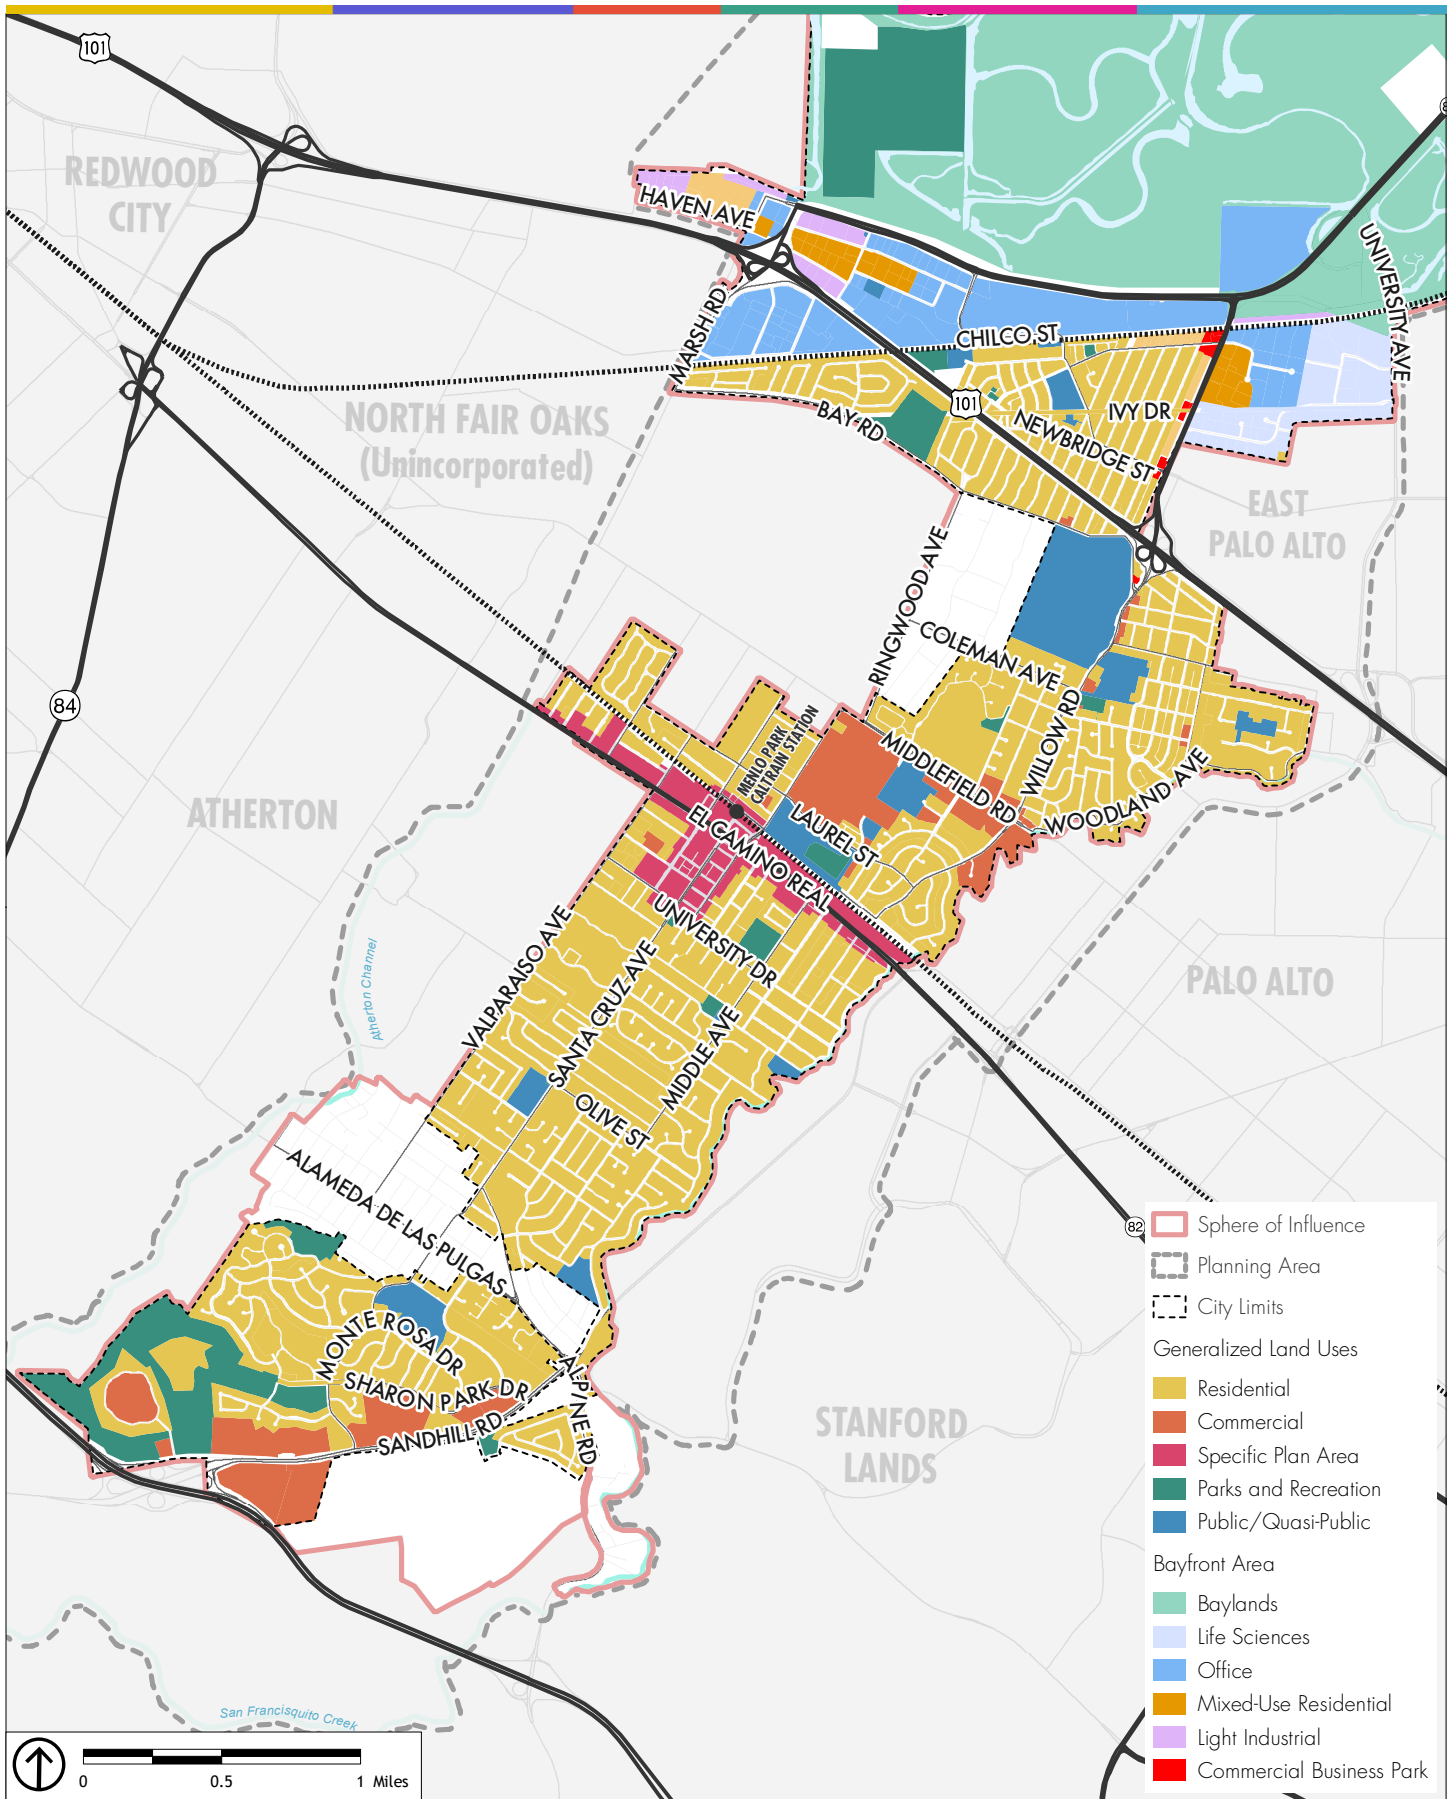 101
REDWOOD
CITY
HAVEN AVE
UNIVERSITY AVE
MARSH RD
CHILCO ST
NORTH FAIR OAKS
(Unincorporated)
BAY RD
101
IVY DR
NEWBRIDGE ST
EAST
PALO ALTO
RINGWOOD AVE
COLEMAN AVE
84
WILLOW RD
MENLO PARK
CALTRAIN STATION
MIDDLEFIELD RD
WOODLAND AVE
ATHERTON
LAUREL ST
EL CAMINO REAL
UNIVERSITY DR
VALPARAISO AVE
SANTA CRUZ AVE
Atherton Channel
PALO ALTO
MIDDLE AVE
OLIVE ST
ALAMEDA DE LAS PULGAS
82
MONTE ROSA DR
SHARON PARK DR
ALPINE RD
SANDHILL RD
STANFORD
LANDS
San Francisquito Creek
0 0.5 1 Miles
Sphere of Influence
Planning Area
City Limits
Generalized Land Uses
Residential
Commercial
Specific Plan Area
Parks and Recreation
Public/Quasi-Public
Bayfront Area
Baylands
Life Sciences
Office
Mixed-Use Residential
Light Industrial
Commercial Business Park